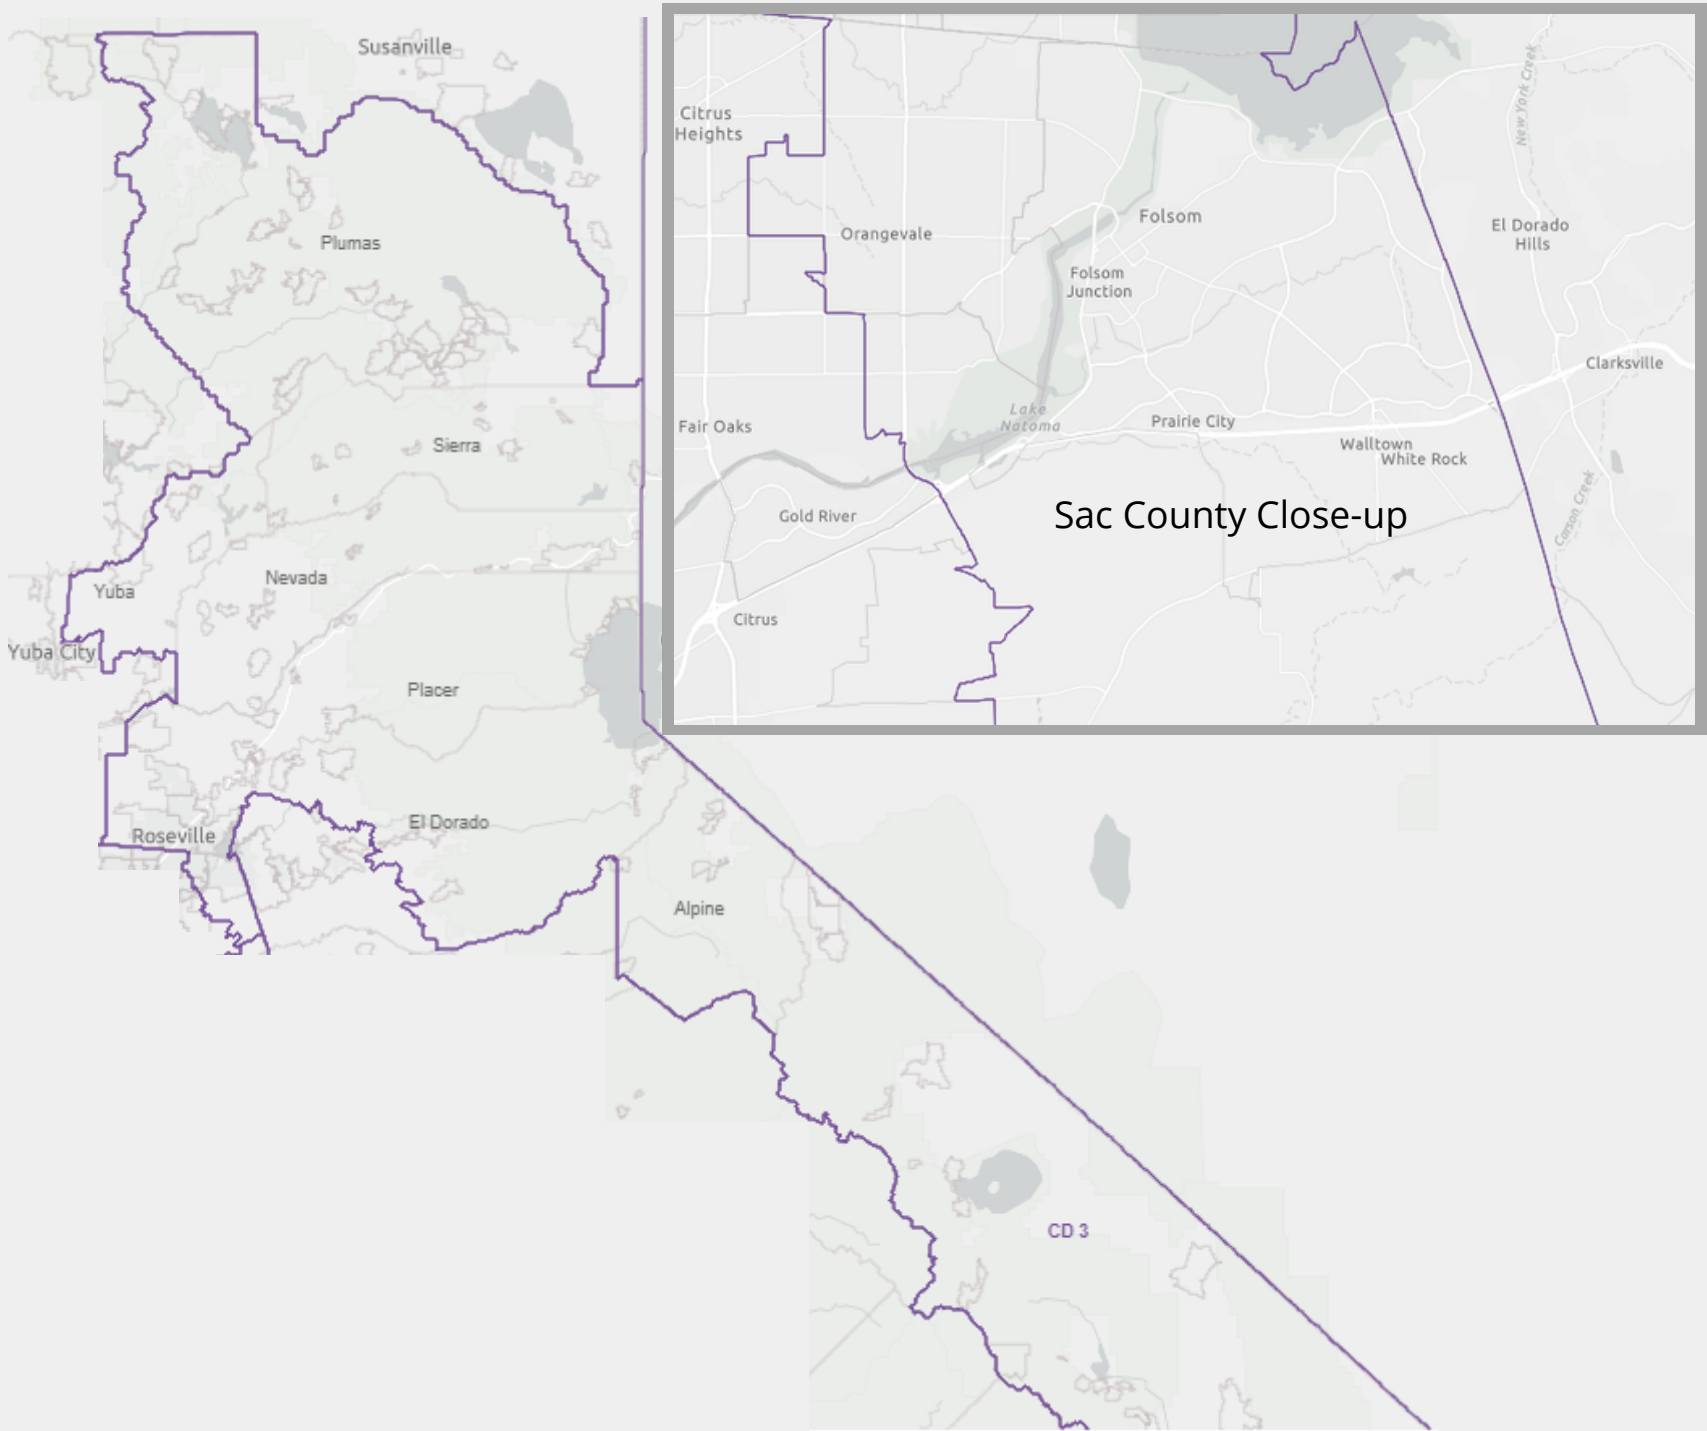 Susanville
Plumas
Sierra
Nevada
Yuba
Yuba City
Placer
El Dorado
Roseville
Alpine
CD 3
Citrus
Heights
Orangevale
Folsom
Folsom
Junction
New York Creek
El Dorado
Hills
Clarksville
Lake
Natoma
Fair Oaks
Prairie City
Walltown
White Rock
Carson Creek
Gold River
Sac County Close-up
Citrus